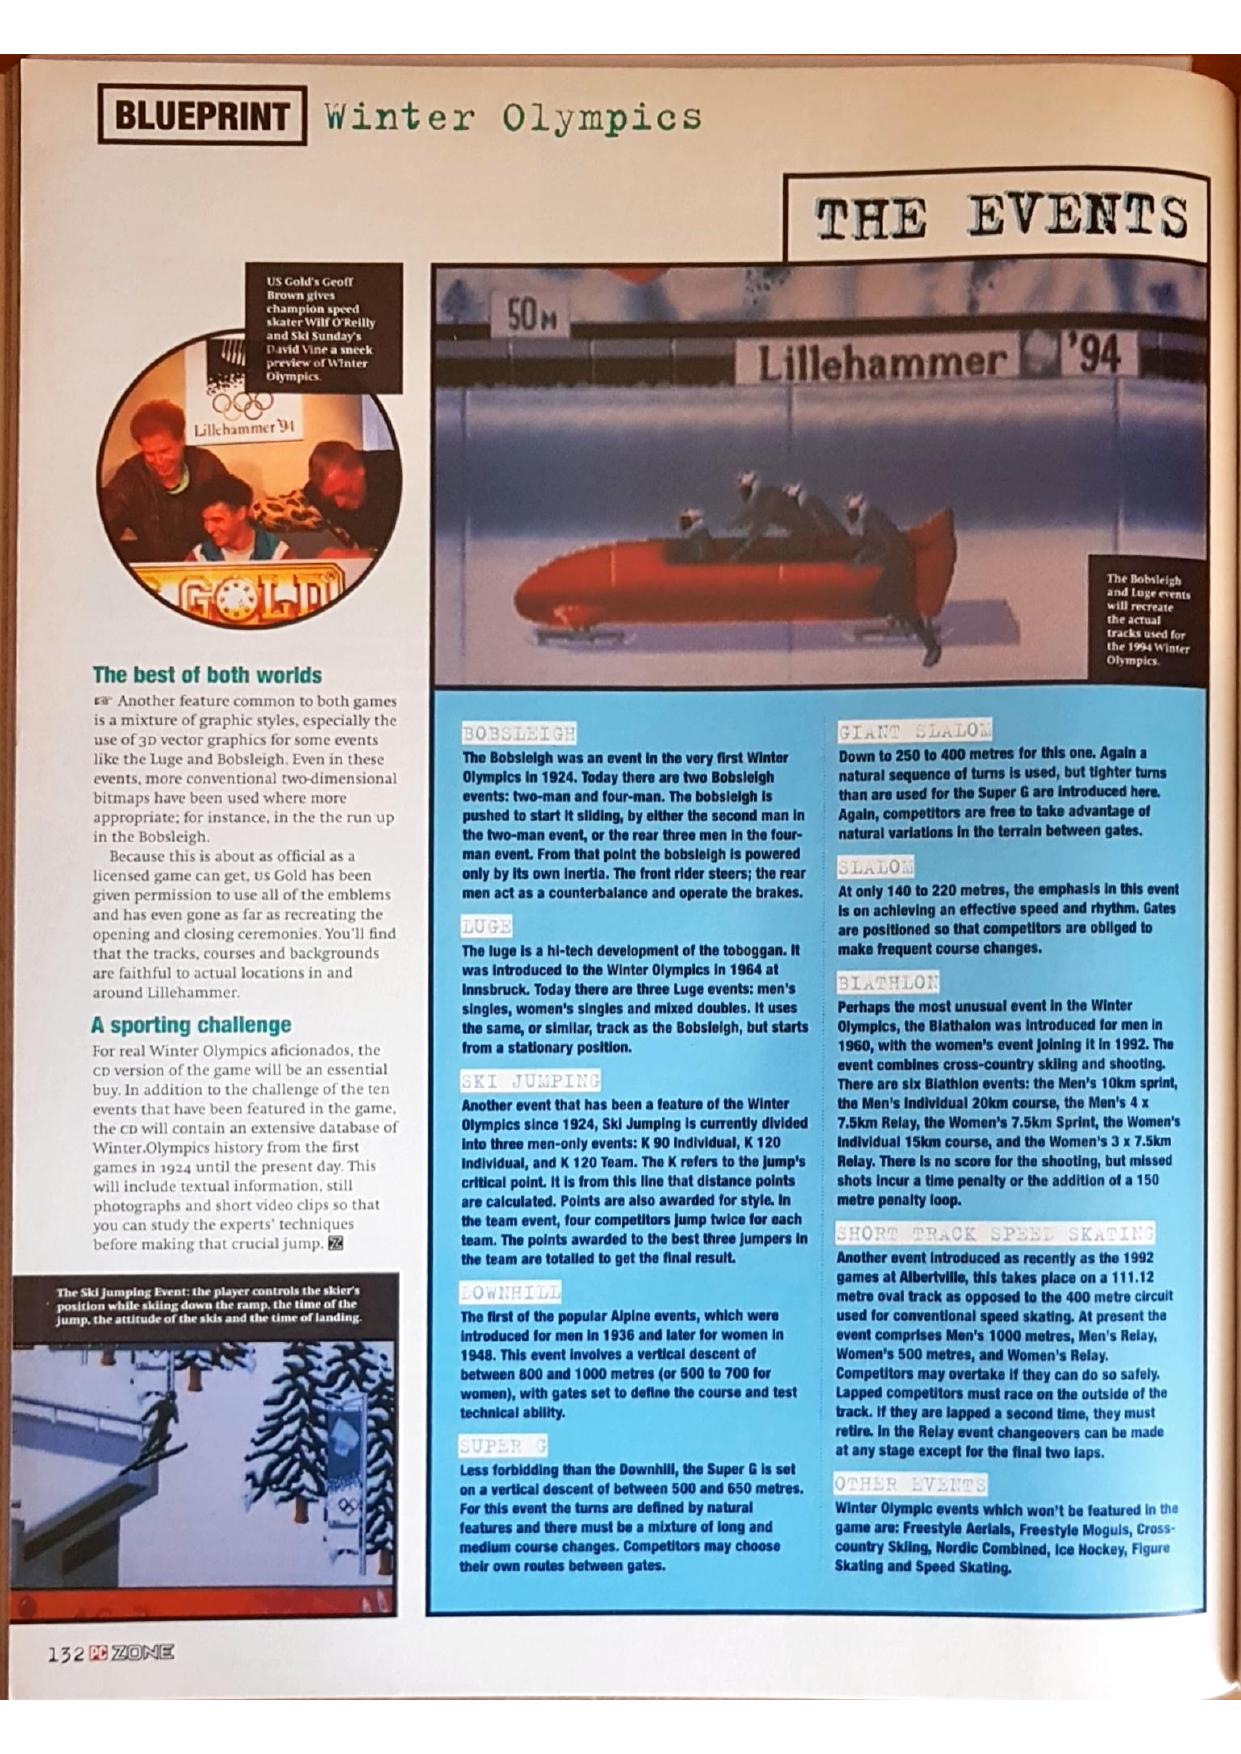 BLUEPRINT Winter Olympics
THE EVENTS
US Gold's Geoff
Brown gives
champion speed
skater Wilf O'Reilly
and Ski Sunday's
David Vine a sneek
preview of Winter
Olympics.
Lillehammer '94
GOLD
The best of both worlds
☞ Another feature common to both games
is a mixture of graphic styles, especially the
use of 3D vector graphics for some events
like the Luge and Bobsleigh. Even in these
events, more conventional two-dimensional
bitmaps have been used where more
appropriate; for instance, in the the run up
in the Bobsleigh.
Because this is about as official as a
licensed game can get, US Gold has been
given permission to use all of the emblems
and has even gone as far as recreating the
opening and closing ceremonies. You'll find
that the tracks, courses and backgrounds
are faithful to actual locations in and
around Lillehammer.
A sporting challenge
For real Winter Olympics aficionados, the
CD version of the game will be an essential
buy. In addition to the challenge of the ten
events that have been featured in the game,
the CD will contain an extensive database of
Winter.Olympics history from the first
games in 1924 until the present day. This
will include textual information, still
photographs and short video clips so that
you can study the experts' techniques
before making that crucial jump. Z
The Ski Jumping Event: the player controls the skier's
position while skiing down the ramp, the time of the
jump, the attitude of the skis and the time of landing.
50M
Lillehammer '94
The Bobsleigh
and Luge events
will recreate
the actual
tracks used for
the 1994 Winter
Olympics.
BOBSLEIGH
The Bobsleigh was an event in the very first Winter
Olympics in 1924. Today there are two Bobsleigh
events: two-man and four-man. The bobsleigh is
pushed to start it sliding, by either the second man in
the two-man event, or the rear three men in the four-
man event. From that point the bobsleigh is powered
only by its own inertia. The front rider steers; the rear
men act as a counterbalance and operate the brakes.
LUGE
The luge is a hi-tech development of the toboggan. It
was introduced to the Winter Olympics in 1964 at
Innsbruck. Today there are three Luge events: men's
singles, women's singles and mixed doubles. It uses
the same, or similar, track as the Bobsleigh, but starts
from a stationary position.
SKI JUMPING
Another event that has been a feature of the Winter
Olympics since 1924, Ski Jumping is currently divided
into three men-only events: K 90 Individual, K 120
Individual, and K 120 Team. The K refers to the jump's
critical point. It is from this line that distance points
are calculated. Points are also awarded for style. In
the team event, four competitors jump twice for each
team. The points awarded to the best three jumpers in
the team are totalled to get the final result.
DOWNHILL
The first of the popular Alpine events, which were
introduced for men in 1936 and later for women in
1948. This event involves a vertical descent of
between 800 and 1000 metres (or 500 to 700 for
women), with gates set to define the course and test
technical ability.
SUPER G
Less forbidding than the Downhill, the Super G is set
on a vertical descent of between 500 and 650 metres.
For this event the turns are defined by natural
features and there must be a mixture of long and
medium course changes. Competitors may choose
their own routes between gates.
GIANT SLALOM
Down to 250 to 400 metres for this one. Again a
natural sequence of turns is used, but tighter turns
than are used for the Super G are introduced here.
Again, competitors are free to take advantage of
natural variations in the terrain between gates.
SLALOM
At only 140 to 220 metres, the emphasis in this event
is on achieving an effective speed and rhythm. Gates
are positioned so that competitors are obliged to
make frequent course changes.
BIATHLON
Perhaps the most unusual event in the Winter
Olympics, the Biathalon was introduced for men in
1960, with the women's event joining it in 1992. The
event combines cross-country skiing and shooting.
There are six Biathlon events: the Men's 10km sprint,
the Men's Individual 20km course, the Men's 4 x
7.5km Relay, the Women's 7.5km Sprint, the Women's
Individual 15km course, and the Women's 3 x 7.5km
Relay. There is no score for the shooting, but missed
shots incur a time penalty or the addition of a 150
metre penalty loop.
SHORT TRACK SPEED SKATING
Another event introduced as recently as the 1992
games at Albertville, this takes place on a 111.12
metre oval track as opposed to the 400 metre circuit
used for conventional speed skating. At present the
event comprises Men's 1000 metres, Men's Relay,
Women's 500 metres, and Women's Relay.
Competitors may overtake if they can do so safely.
Lapped competitors must race on the outside of the
track. If they are lapped a second time, they must
retire. In the Relay event changeovers can be made
at any stage except for the final two laps.
OTHER EVENTS
Winter Olympic events which won't be featured in the
game are: Freestyle Aerials, Freestyle Moguls, Cross-
country Skiing, Nordic Combined, Ice Hockey, Figure
Skating and Speed Skating.
132 PC ZONE